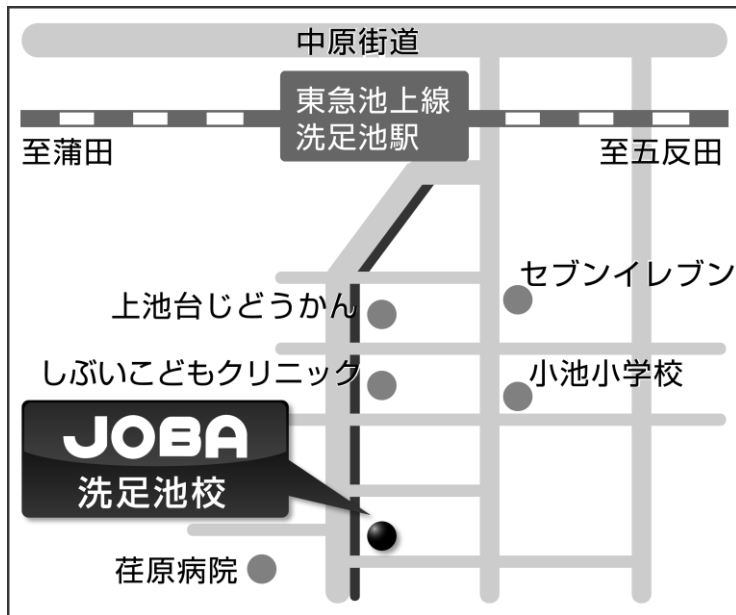 中原街道
東急池上線
洗足池駅
至蒲田
至五反田
セブンイレブン
上池台じどうかん
しぶいこどもクリニック
小池小学校
JOBA
洗足池校
荏原病院